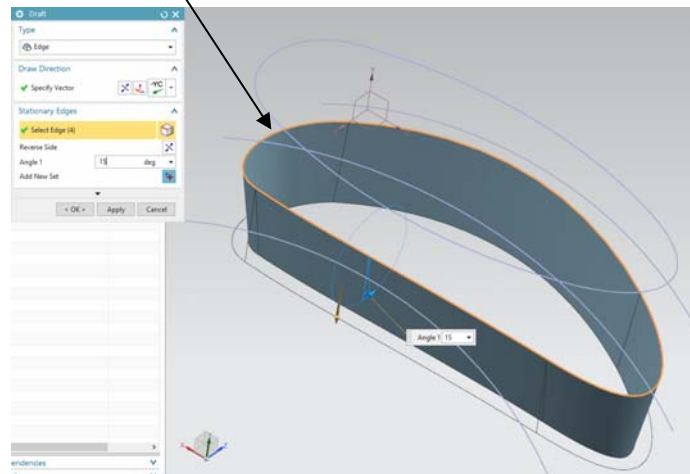 Draft
Type
Edge
Draw Direction
Specify Vector
YC
Stationary Edges
Select Edge (4)
Reverse Side
Angle 1 15 deg
Add New Set
< OK > Apply Cancel
Angle 1 15
endencies